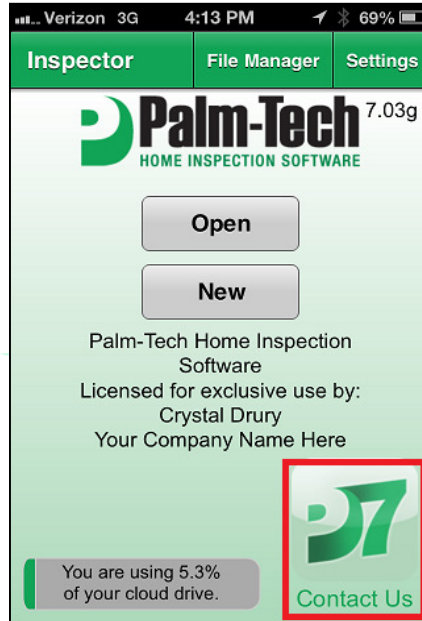 Verizon 3G 4:13 PM 69%
Inspector File Manager Settings
Palm-Tech 7.03g
HOME INSPECTION SOFTWARE
Open
New
Palm-Tech Home Inspection
Software
Licensed for exclusive use by:
Crystal Drury
Your Company Name Here
P7
You are using 5.3%
of your cloud drive.
Contact Us